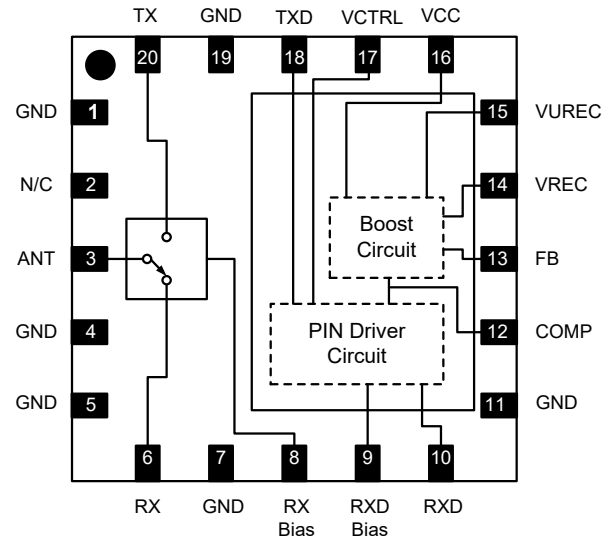 TX GND TXD VCTRL VCC
20 19 18 17 16
GND 1 15 VUREC
N/C 2 14 VREC
Boost
Circuit
ANT 3 13 FB
PIN Driver
Circuit
GND 4 12 COMP
GND 5 11 GND
6 7 8 9 10
RX GND RX RXD RXD
Bias Bias